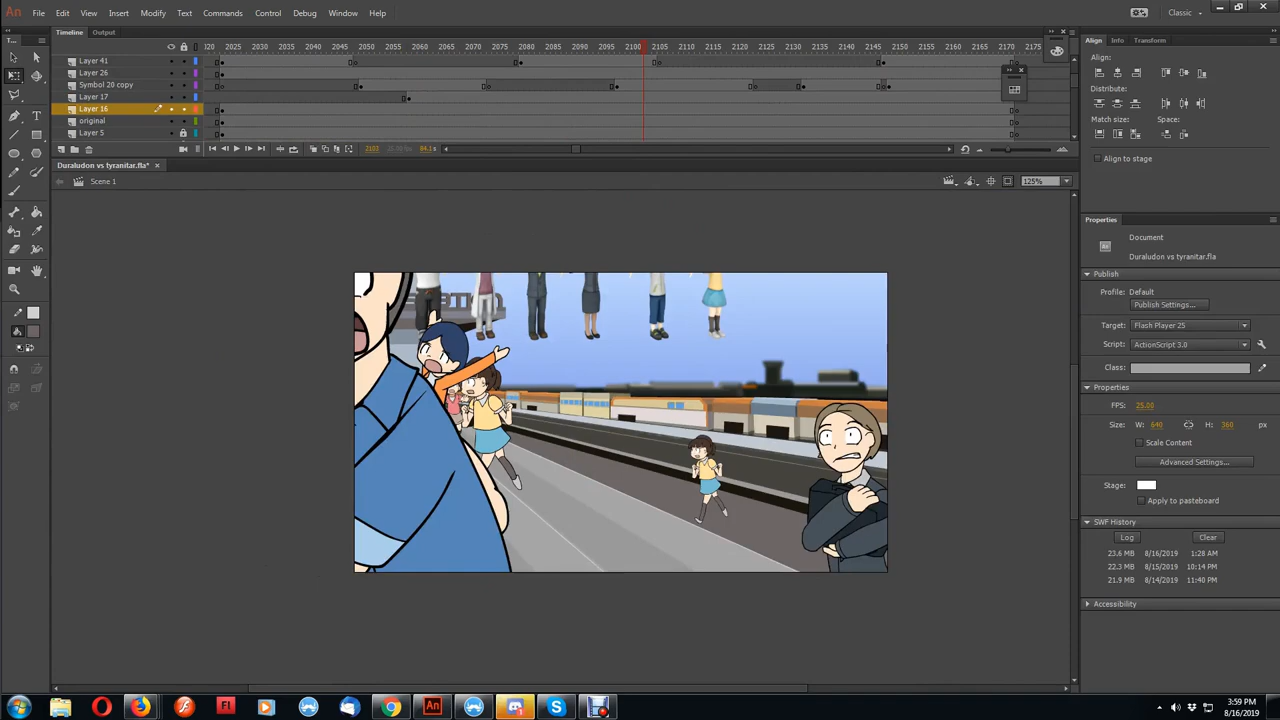 An File Edit View Insert Modify Text Commands Control Debug Window Help Classic
Timeline Output
2025 2030 2035 2040 2045 2050 2055 2060 2065 2070 2075 2080 2085 2090 2095 2100 2105 2110 2115 2120 2125 2130 2135 2140 2145 2150 2155 2160 2165 2170 2175
Layer 41
Layer 26
Symbol 20 copy
Layer 17
Layer 16
original
Layer 5
2103 84.1s
Duraludon vs tyranitar.fla*
Scene 1
125%
Align Info Transform
Align:
Distribute:
Match size: Space:
Align to stage
Properties
Document
Duraludon vs tyranitar.fla
Publish
Profile: Default
Publish Settings...
Target: Flash Player 25
Script: ActionScript 3.0
Class:
Properties
FPS: 25.00
Size: W: 640 H: 360 px
Scale Content
Advanced Settings...
Stage:
Apply to pasteboard
SWF History
Log Clear
23.6 MB 8/16/2019 1:28 AM
22.3 MB 8/15/2019 10:14 PM
21.9 MB 8/14/2019 11:40 PM
Accessibility
Fl An S
3:59 PM
8/16/2019